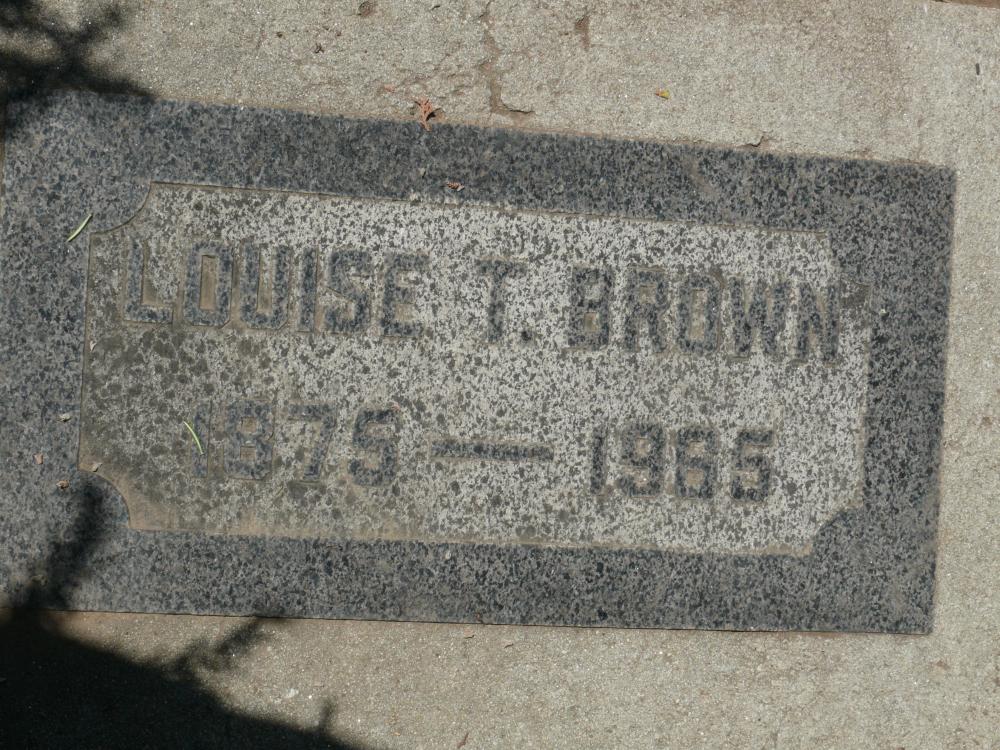 LOUISE T. BROWN
1875 — 1965